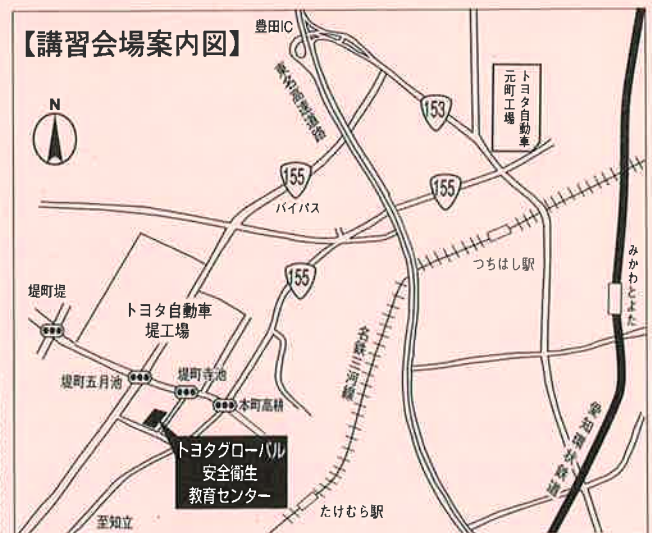 【講習会場案内図】
豊田IC
N
東名高速道路
153
トヨタ自動車
元町工場
155
バイパス
155
155
つちはし駅
みかわとよた
堤町堤
トヨタ自動車
堤工場
名鉄三河線
堤町五月池
堤町寺池
本町高根
愛知環状鉄道
トヨタグローバル
安全衛生
教育センター
たけむら駅
至知立